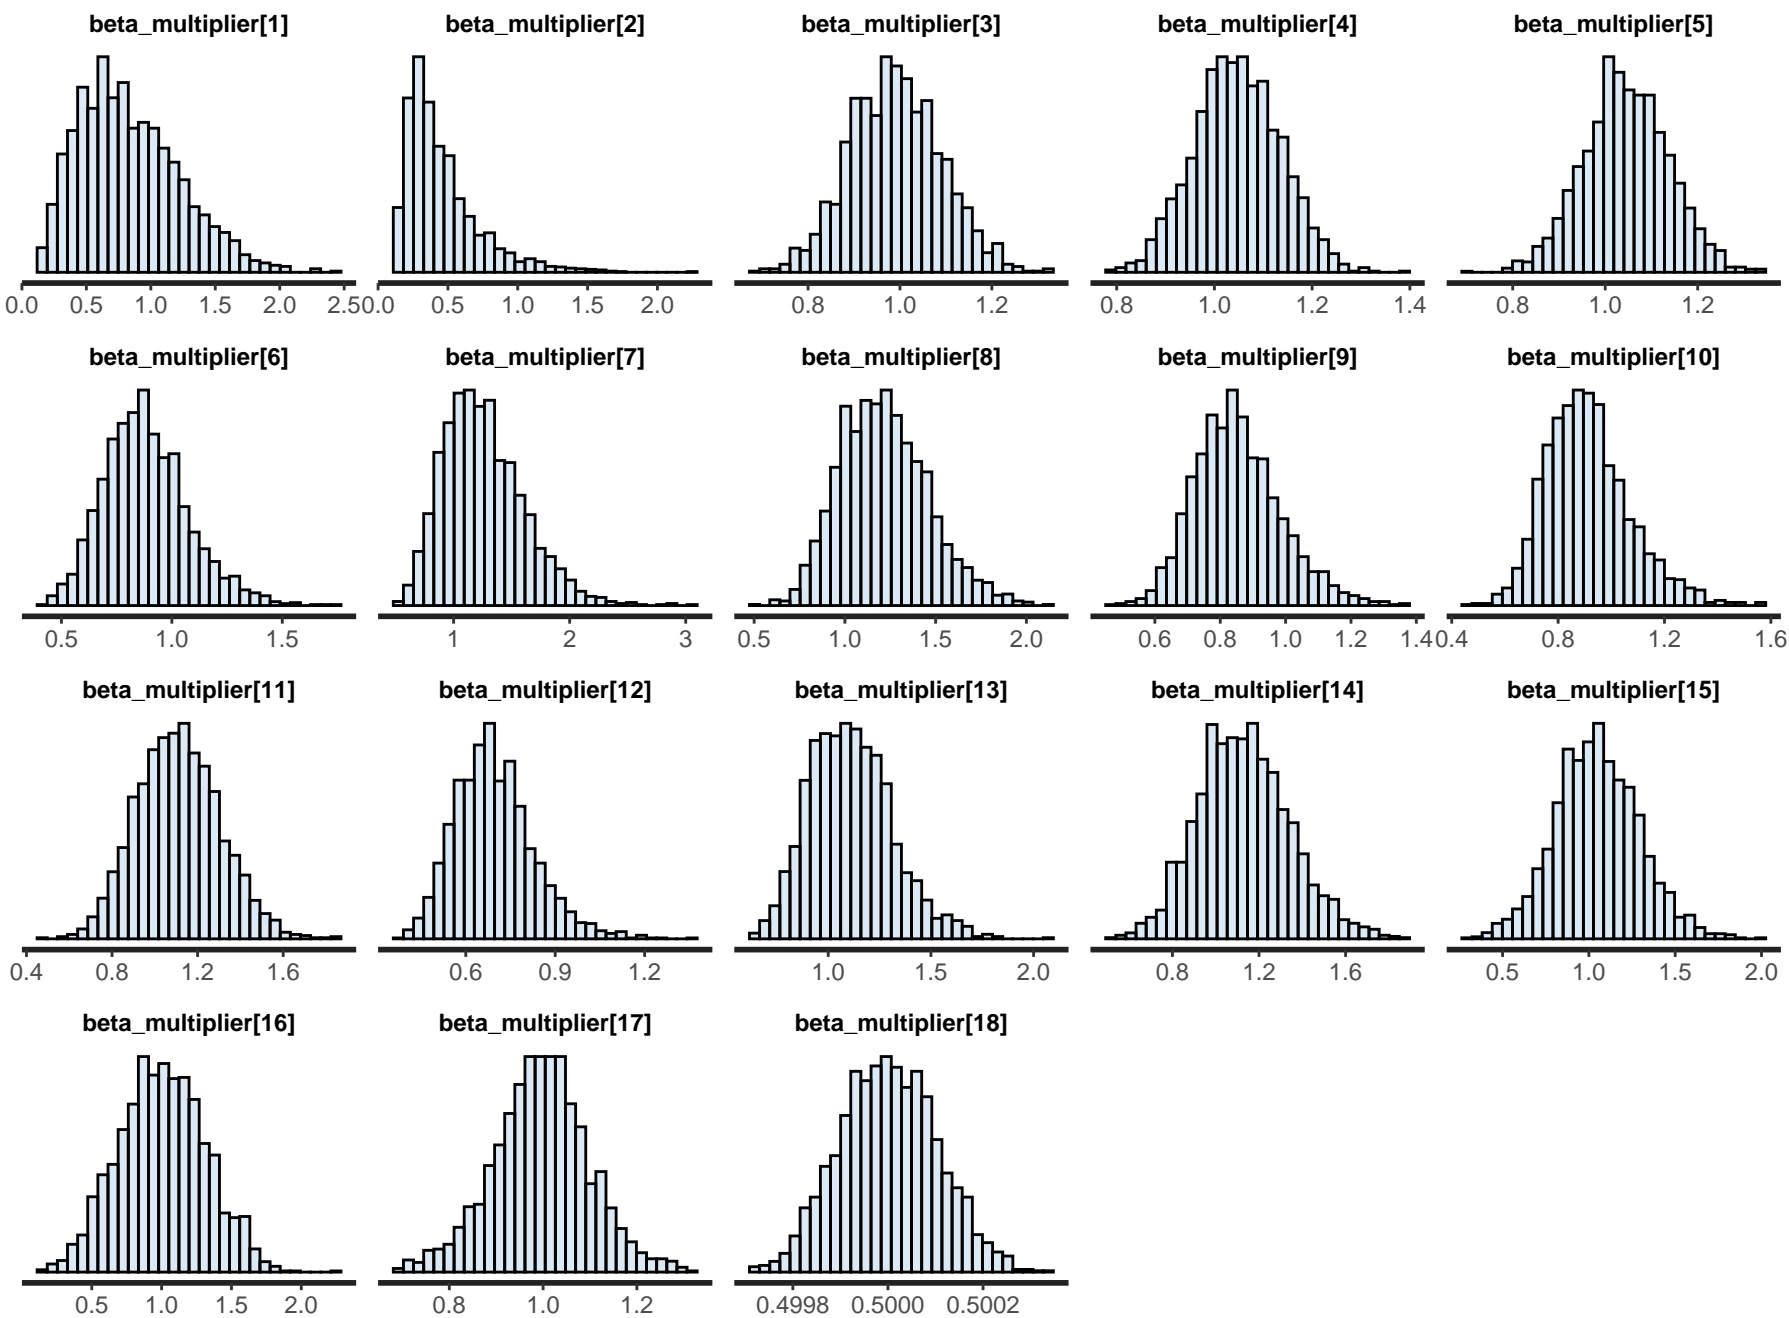 beta_multiplier[1] beta_multiplier[2] beta_multiplier[3] beta_multiplier[4] beta_multiplier[5]
0.0 0.5 1.0 1.5 2.0 2.5 0.0 0.5 1.0 1.5 2.0 0.8 1.0 1.2 0.8 1.0 1.2 1.4 0.8 1.0 1.2
beta_multiplier[6] beta_multiplier[7] beta_multiplier[8] beta_multiplier[9] beta_multiplier[10]
0.5 1.0 1.5 1 2 3 0.5 1.0 1.5 2.0 0.6 0.8 1.0 1.2 1.4 0.4 0.8 1.2 1.6
beta_multiplier[11] beta_multiplier[12] beta_multiplier[13] beta_multiplier[14] beta_multiplier[15]
0.4 0.8 1.2 1.6 0.6 0.9 1.2 1.0 1.5 2.0 0.8 1.2 1.6 0.5 1.0 1.5 2.0
beta_multiplier[16] beta_multiplier[17] beta_multiplier[18]
0.5 1.0 1.5 2.0 0.8 1.0 1.2 0.4998 0.5000 0.5002